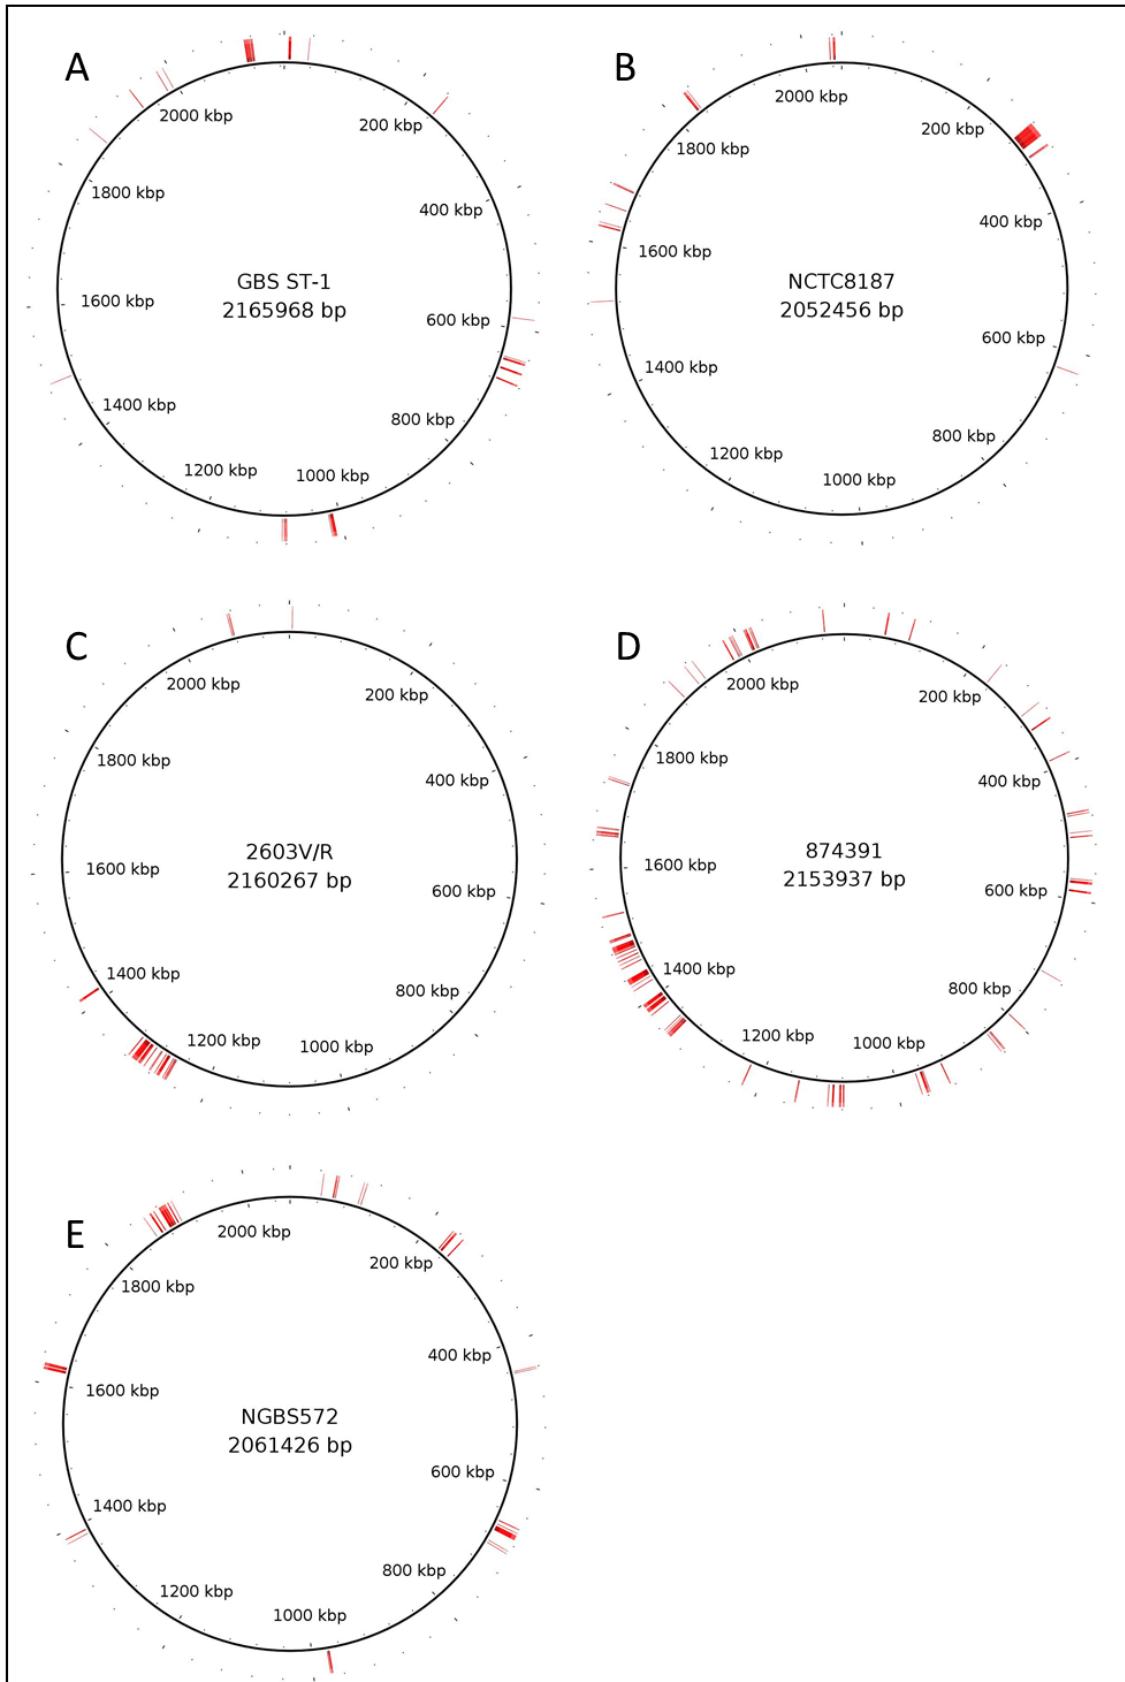 A
2000 kbp
200 kbp
1800 kbp
400 kbp
GBS ST-1
2165968 bp
1600 kbp
600 kbp
1400 kbp
800 kbp
1200 kbp
1000 kbp
B
2000 kbp
200 kbp
1800 kbp
400 kbp
1600 kbp
NCTC8187
2052456 bp
600 kbp
1400 kbp
800 kbp
1200 kbp
1000 kbp
C
2000 kbp
200 kbp
1800 kbp
400 kbp
2603V/R
2160267 bp
1600 kbp
600 kbp
1400 kbp
800 kbp
1200 kbp
1000 kbp
D
2000 kbp
200 kbp
1800 kbp
400 kbp
874391
2153937 bp
1600 kbp
600 kbp
1400 kbp
800 kbp
1200 kbp
1000 kbp
E
2000 kbp
200 kbp
1800 kbp
400 kbp
1600 kbp
NGBS572
2061426 bp
600 kbp
1400 kbp
800 kbp
1200 kbp
1000 kbp